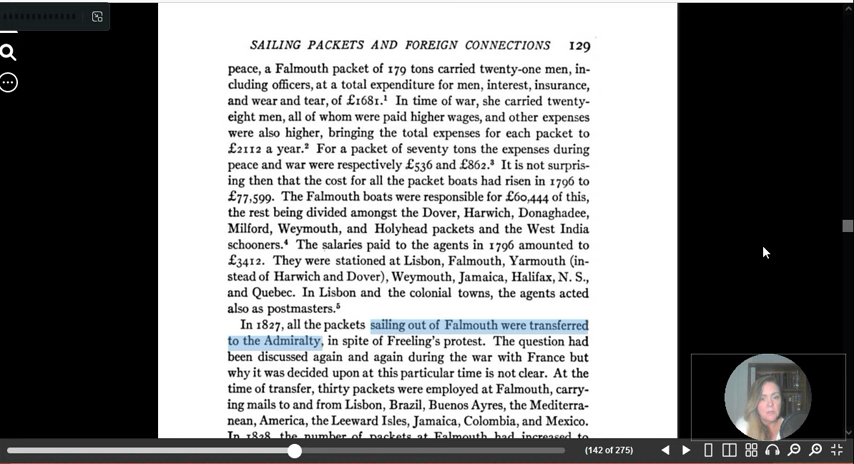 SAILING PACKETS AND FOREIGN CONNECTIONS 129
peace, a Falmouth packet of 179 tons carried twenty-one men, in-
cluding officers, at a total expenditure for men, interest, insurance,
and wear and tear, of £1681.¹ In time of war, she carried twenty-
eight men, all of whom were paid higher wages, and other expenses
were also higher, bringing the total expenses for each packet to
£2112 a year.² For a packet of seventy tons the expenses during
peace and war were respectively £536 and £862.³ It is not surpris-
ing then that the cost for all the packet boats had risen in 1796 to
£77,599. The Falmouth boats were responsible for £60,444 of this,
the rest being divided amongst the Dover, Harwich, Donaghadee,
Milford, Weymouth, and Holyhead packets and the West India
schooners.⁴ The salaries paid to the agents in 1796 amounted to
£3412. They were stationed at Lisbon, Falmouth, Yarmouth (in-
stead of Harwich and Dover), Weymouth, Jamaica, Halifax, N. S.,
and Quebec. In Lisbon and the colonial towns, the agents acted
also as postmasters.⁵
In 1827, all the packets sailing out of Falmouth were transferred
to the Admiralty, in spite of Freeling's protest. The question had
been discussed again and again during the war with France but
why it was decided upon at this particular time is not clear. At the
time of transfer, thirty packets were employed at Falmouth, carry-
ing mails to and from Lisbon, Brazil, Buenos Ayres, the Mediterra-
nean, America, the Leeward Isles, Jamaica, Colombia, and Mexico.
In 1828, the number of packets at Falmouth had increased to
(142 of 275)